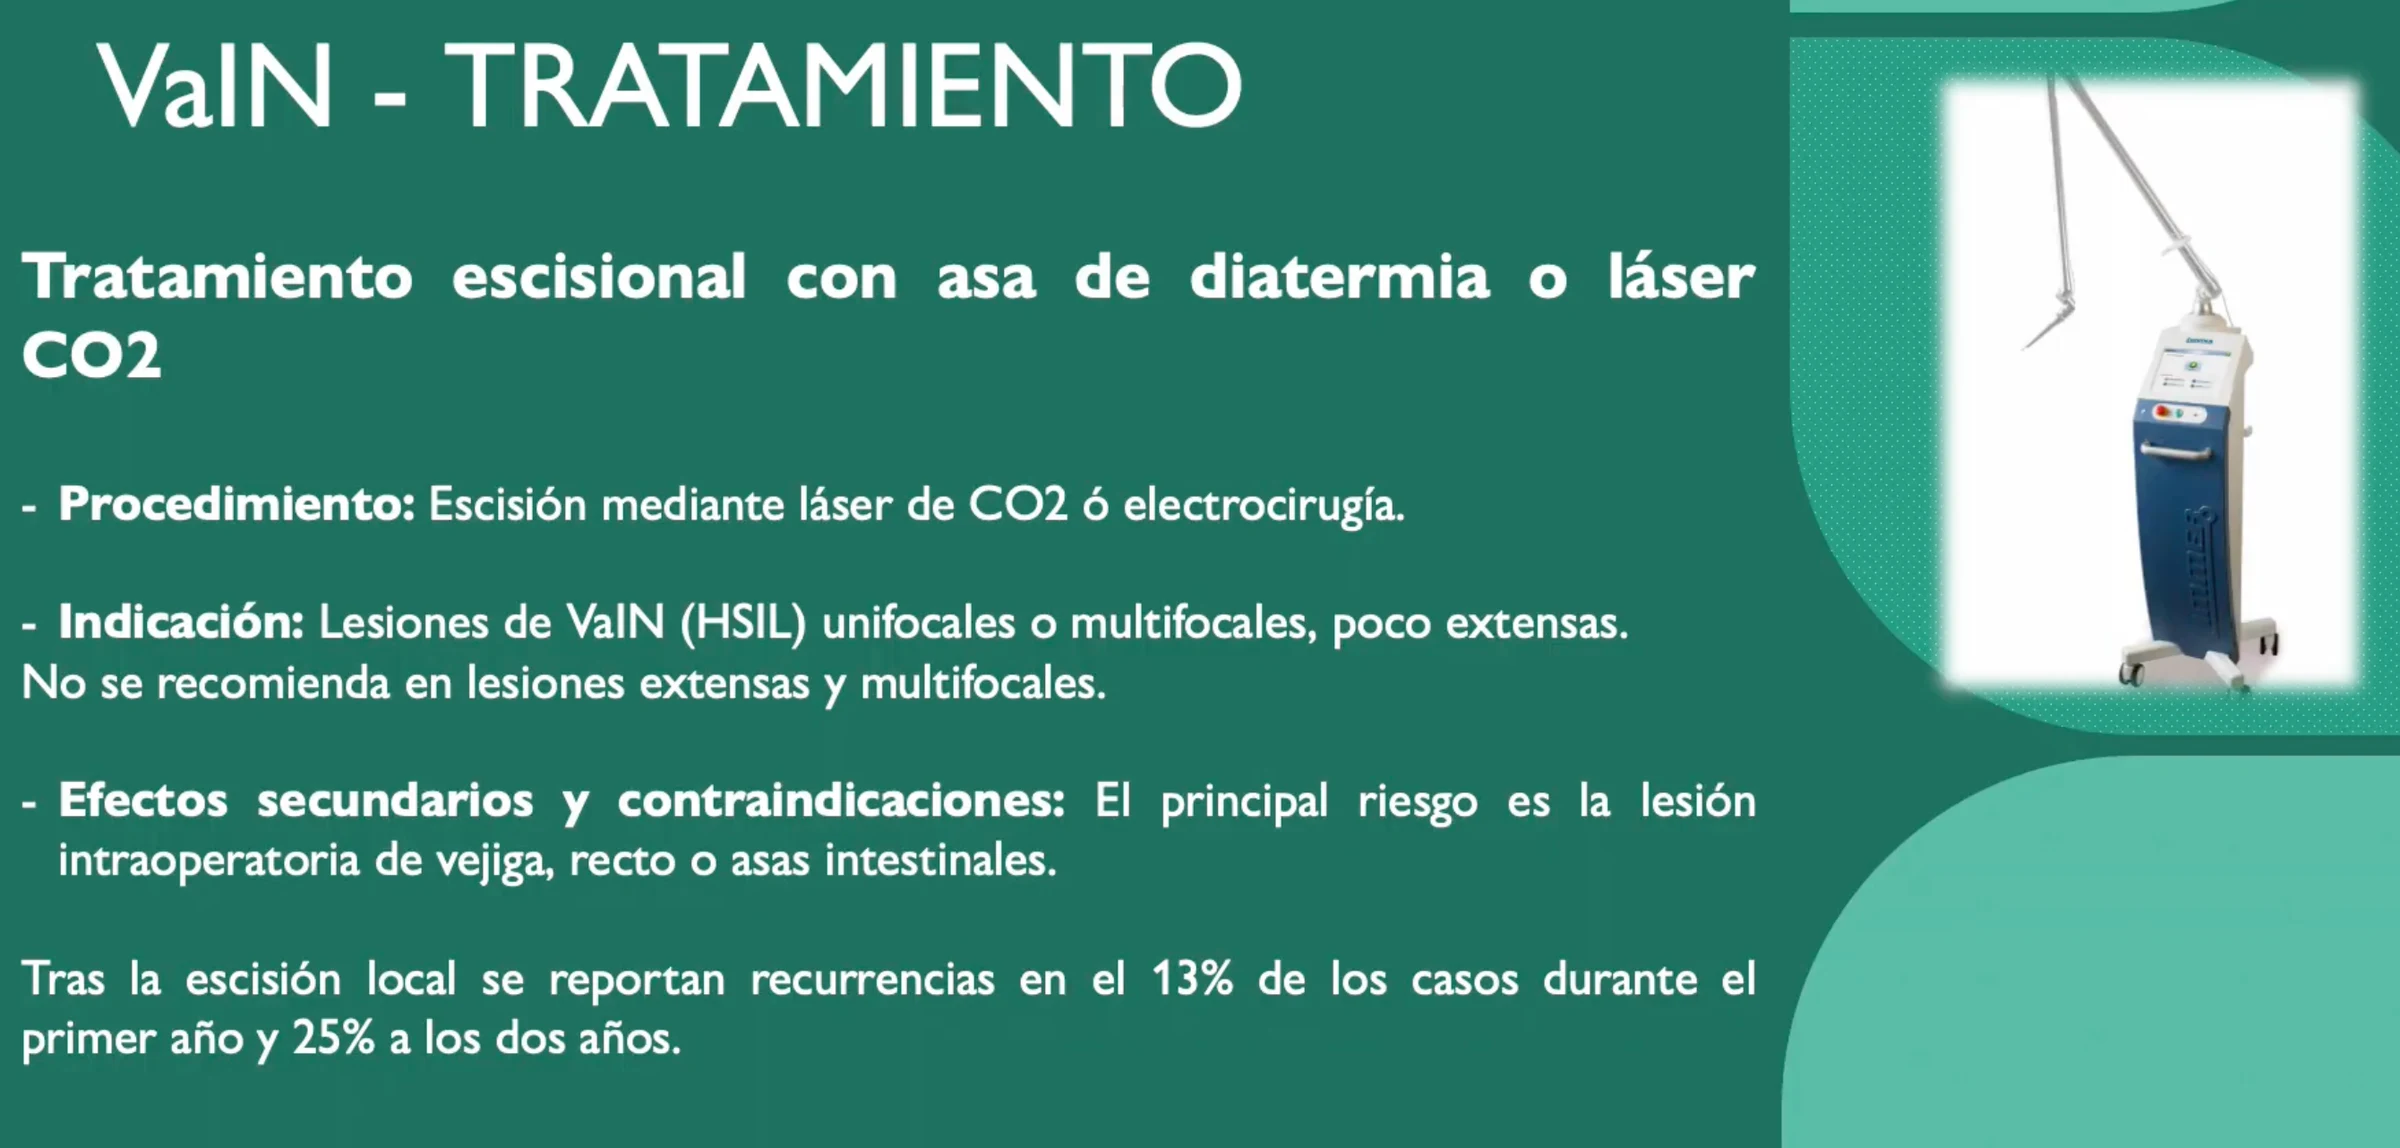 VaIN - TRATAMIENTO
Tratamiento escisional con asa de diatermia o láser
CO2
- Procedimiento: Escisión mediante láser de CO2 ó electrocirugía.
- Indicación: Lesiones de VaIN (HSIL) unifocales o multifocales, poco extensas.
No se recomienda en lesiones extensas y multifocales.
- Efectos secundarios y contraindicaciones: El principal riesgo es la lesión
intraoperatoria de vejiga, recto o asas intestinales.
Tras la escisión local se reportan recurrencias en el 13% de los casos durante el
primer año y 25% a los dos años.